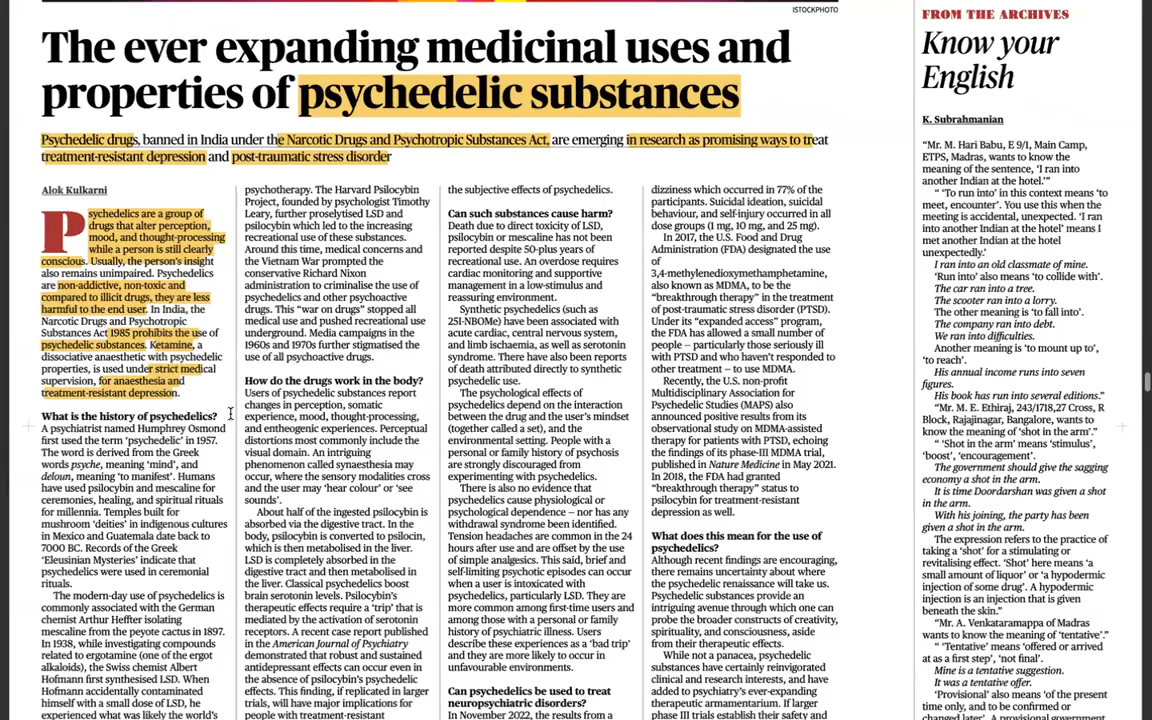 ISTOCKPHOTO
The ever expanding medicinal uses and
properties of psychedelic substances
Psychedelic drugs, banned in India under the Narcotic Drugs and Psychotropic Substances Act, are emerging in research as promising ways to treat
treatment-resistant depression and post-traumatic stress disorder
Alok Kulkarni
Psychedelics are a group of
drugs that alter perception,
mood, and thought-processing
while a person is still clearly
conscious. Usually, the person's insight
also remains unimpaired. Psychedelics
are non-addictive, non-toxic and
compared to illicit drugs, they are less
harmful to the end user. In India, the
Narcotic Drugs and Psychotropic
Substances Act 1985 prohibits the use of
psychedelic substances. Ketamine, a
dissociative anaesthetic with psychedelic
properties, is used under strict medical
supervision, for anaesthesia and
treatment-resistant depression.
What is the history of psychedelics?
A psychiatrist named Humphrey Osmond
first used the term 'psychedelic' in 1957.
The word is derived from the Greek
words psyche, meaning 'mind', and
deloun, meaning 'to manifest'. Humans
have used psilocybin and mescaline for
ceremonies, healing, and spiritual rituals
for millennia. Temples built for
mushroom 'deities' in indigenous cultures
in Mexico and Guatemala date back to
7000 BC. Records of the Greek
'Eleusinian Mysteries' indicate that
psychedelics were used in ceremonial
rituals.
The modern-day use of psychedelics is
commonly associated with the German
chemist Arthur Heffter isolating
mescaline from the peyote cactus in 1897.
In 1938, while investigating compounds
related to ergotamine (one of the ergot
alkaloids), the Swiss chemist Albert
Hofmann first synthesised LSD. When
Hofmann accidentally contaminated
himself with a small dose of LSD, he
experienced what was likely the world's
psychotherapy. The Harvard Psilocybin
Project, founded by psychologist Timothy
Leary, further proselytised LSD and
psilocybin which led to the increasing
recreational use of these substances.
Around this time, medical concerns and
the Vietnam War prompted the
conservative Richard Nixon
administration to criminalise the use of
psychedelics and other psychoactive
drugs. This "war on drugs" stopped all
medical use and pushed recreational use
underground. Media campaigns in the
1960s and 1970s further stigmatised the
use of all psychoactive drugs.
How do the drugs work in the body?
Users of psychedelic substances report
changes in perception, somatic
experience, mood, thought-processing,
and entheogenic experiences. Perceptual
distortions most commonly include the
visual domain. An intriguing
phenomenon called synaesthesia may
occur, where the sensory modalities cross
and the user may 'hear colour' or 'see
sounds'.
About half of the ingested psilocybin is
absorbed via the digestive tract. In the
body, psilocybin is converted to psilocin,
which is then metabolised in the liver.
LSD is completely absorbed in the
digestive tract and then metabolised in
the liver. Classical psychedelics boost
brain serotonin levels. Psilocybin's
therapeutic effects require a 'trip' that is
mediated by the activation of serotonin
receptors. A recent case report published
in the American Journal of Psychiatry
demonstrated that robust and sustained
antidepressant effects can occur even in
the absence of psilocybin's psychedelic
effects. This finding, if replicated in larger
trials, will have major implications for
people with treatment-resistant
the subjective effects of psychedelics.
Can such substances cause harm?
Death due to direct toxicity of LSD,
psilocybin or mescaline has not been
reported despite 50-plus years of
recreational use. An overdose requires
cardiac monitoring and supportive
management in a low-stimulus and
reassuring environment.
Synthetic psychedelics (such as
25I-NBOMe) have been associated with
acute cardiac, central nervous system,
and limb ischaemia, as well as serotonin
syndrome. There have also been reports
of death attributed directly to synthetic
psychedelic use.
The psychological effects of
psychedelics depend on the interaction
between the drug and the user's mindset
(together called a set), and the
environmental setting. People with a
personal or family history of psychosis
are strongly discouraged from
experimenting with psychedelics.
There is also no evidence that
psychedelics cause physiological or
psychological dependence – nor has any
withdrawal syndrome been identified.
Tension headaches are common in the 24
hours after use and are offset by the use
of simple analgesics. This said, brief and
self-limiting psychotic episodes can occur
when a user is intoxicated with
psychedelics, particularly LSD. They are
more common among first-time users and
among those with a personal or family
history of psychiatric illness. Users
describe these experiences as a 'bad trip'
and they are more likely to occur in
unfavourable environments.
Can psychedelics be used to treat
neuropsychiatric disorders?
In November 2022, the results from a
dizziness which occurred in 77% of the
participants. Suicidal ideation, suicidal
behaviour, and self-injury occurred in all
dose groups (1 mg, 10 mg, and 25 mg).
In 2017, the U.S. Food and Drug
Administration (FDA) designated the use
of
3,4-methylenedioxymethamphetamine,
also known as MDMA, to be the
"breakthrough therapy" in the treatment
of post-traumatic stress disorder (PTSD).
Under its "expanded access" program,
the FDA has allowed a small number of
people – particularly those seriously ill
with PTSD and who haven't responded to
other treatment – to use MDMA.
Recently, the U.S. non-profit
Multidisciplinary Association for
Psychedelic Studies (MAPS) also
announced positive results from its
observational study on MDMA-assisted
therapy for patients with PTSD, echoing
the findings of its phase-III MDMA trial,
published in Nature Medicine in May 2021.
In 2018, the FDA had granted
"breakthrough therapy" status to
psilocybin for treatment-resistant
depression as well.
What does this mean for the use of
psychedelics?
Although recent findings are encouraging,
there remains uncertainty about where
the psychedelic renaissance will take us.
Psychedelic substances provide an
intriguing avenue through which one can
probe the broader constructs of creativity,
spirituality, and consciousness, aside
from their therapeutic effects.
While not a panacea, psychedelic
substances have certainly reinvigorated
clinical and research interests, and have
added to psychiatry's ever-expanding
therapeutic armamentarium. If larger
phase III trials establish their safety and
FROM THE ARCHIVES
Know your
English
K. Subrahmanian
"Mr. M. Hari Babu, E 9/1, Main Camp,
ETPS, Madras, wants to know the
meaning of the sentence, 'I ran into
another Indian at the hotel.'"
" 'To run into' in this context means 'to
meet, encounter'. You use this when the
meeting is accidental, unexpected. 'I ran
into another Indian at the hotel' means I
met another Indian at the hotel
unexpectedly.'
I ran into an old classmate of mine.
'Run into' also means 'to collide with'.
The car ran into a tree.
The scooter ran into a lorry.
The other meaning is 'to fall into'.
The company ran into debt.
We ran into difficulties.
Another meaning is 'to mount up to',
'to reach'.
His annual income runs into seven
figures.
His book has run into several editions."
"Mr. M. E. Ethiraj, 243/1718,27 Cross, R
Block, Rajajinagar, Bangalore, wants to
know the meaning of 'shot in the arm'."
" 'Shot in the arm' means 'stimulus',
'boost', 'encouragement'.
The government should give the sagging
economy a shot in the arm.
It is time Doordarshan was given a shot
in the arm.
With his joining, the party has been
given a shot in the arm.
The expression refers to the practice of
taking a 'shot' for a stimulating or
revitalising effect. 'Shot' here means 'a
small amount of liquor' or 'a hypodermic
injection of some drug'. A hypodermic
injection is an injection that is given
beneath the skin."
"Mr. A. Venkataramappa of Madras
wants to know the meaning of 'tentative'."
" 'Tentative' means 'offered or arrived
at as a first step', 'not final'.
Mine is a tentative suggestion.
It was a tentative offer.
'Provisional' also means 'of the present
time only, and to be confirmed or
changed later'. A provisional government